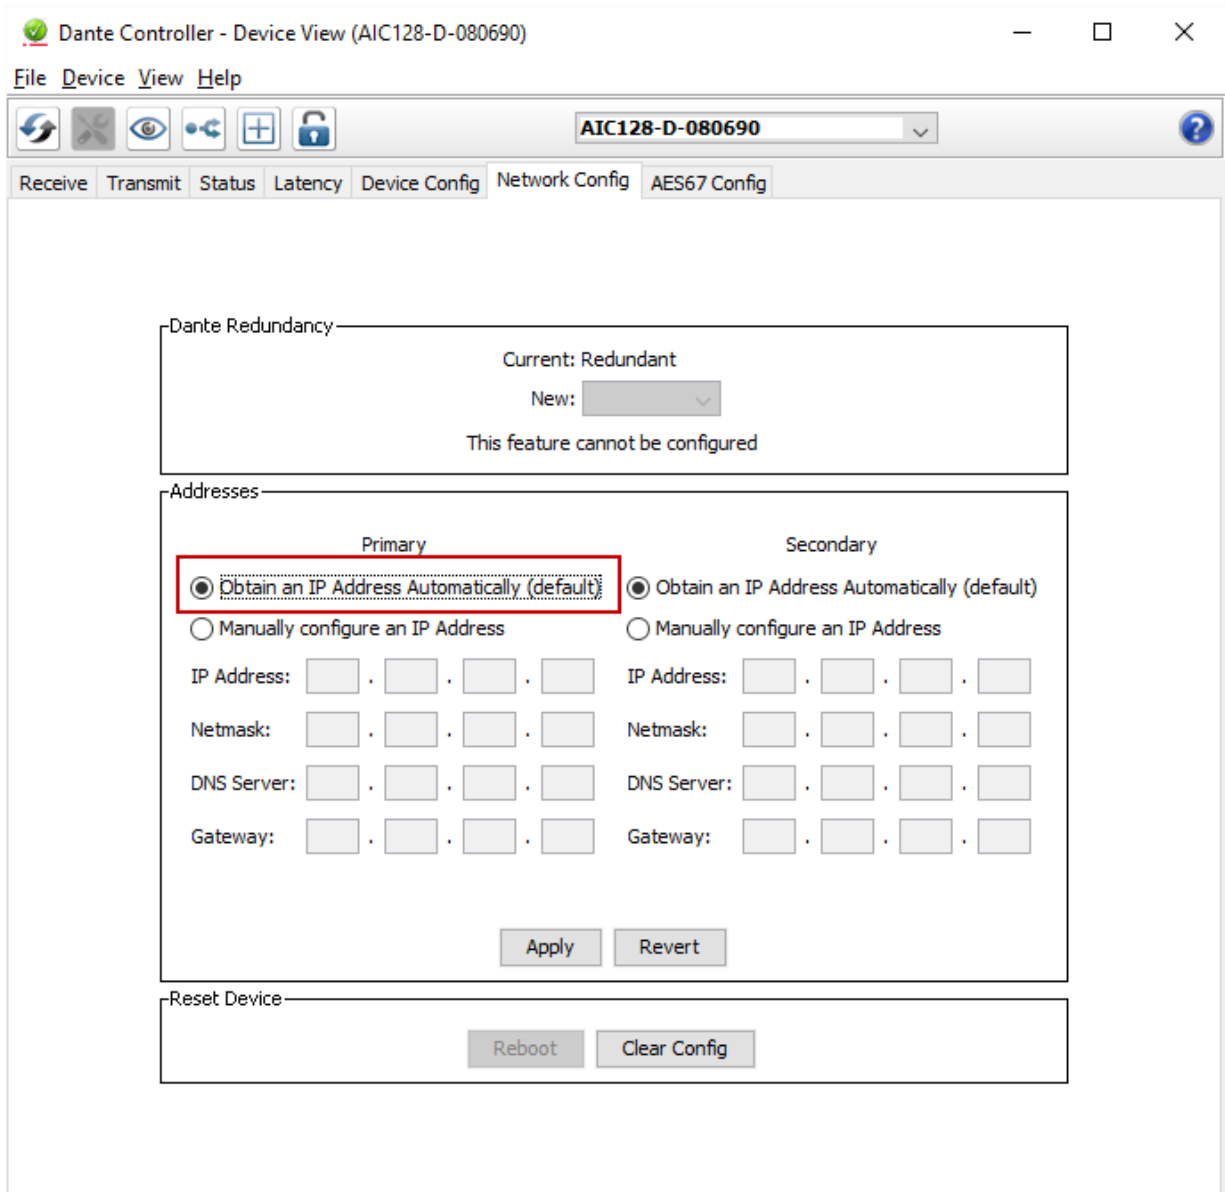 Dante Controller - Device View (AIC128-D-080690)
File Device View Help
AIC128-D-080690
Receive Transmit Status Latency Device Config Network Config AES67 Config
Dante Redundancy
Current: Redundant
New:
This feature cannot be configured
Addresses
Primary Secondary
Obtain an IP Address Automatically (default) Obtain an IP Address Automatically (default)
Manually configure an IP Address Manually configure an IP Address
IP Address: . . . IP Address: . . .
Netmask: . . . Netmask: . . .
DNS Server: . . . DNS Server: . . .
Gateway: . . . Gateway: . . .
Apply Revert
Reset Device
Reboot Clear Config